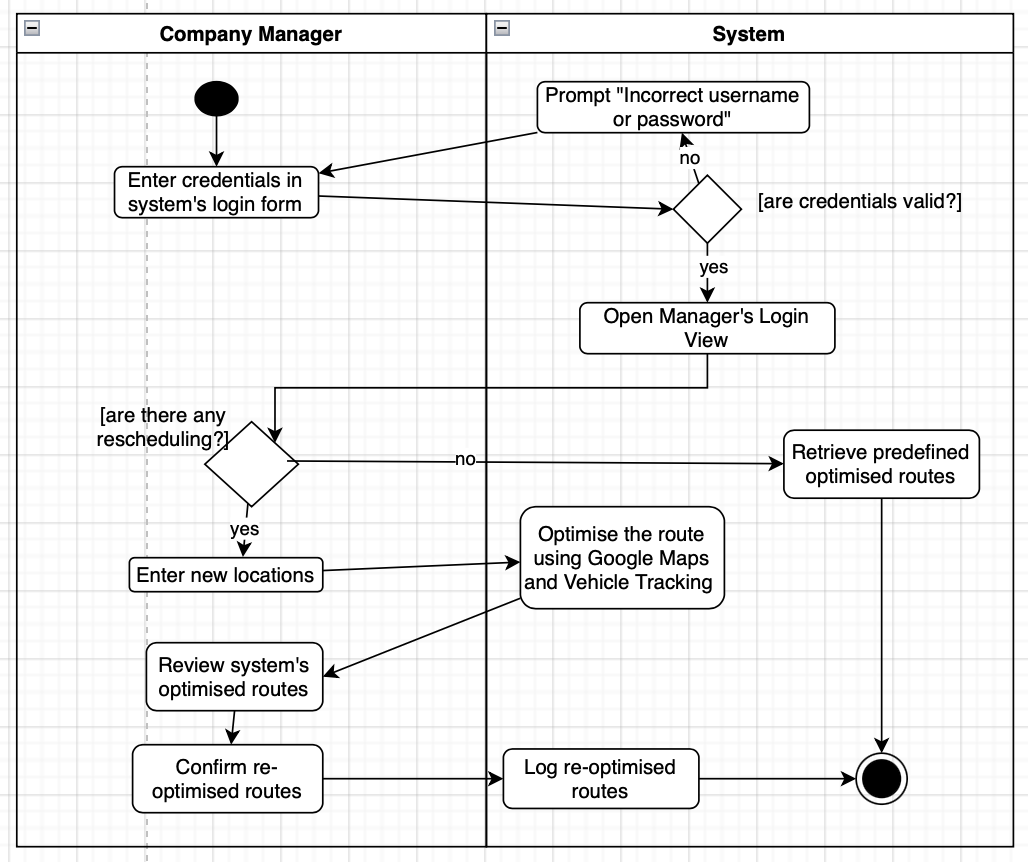 Company Manager
System
Prompt "Incorrect username
or password"
no
Enter credentials in
system's login form
[are credentials valid?]
yes
Open Manager's Login
View
[are there any
rescheduling?]
no
Retrieve predefined
optimised routes
yes
Optimise the route
using Google Maps
and Vehicle Tracking
Enter new locations
Review system's
optimised routes
Confirm re-
optimised routes
Log re-optimised
routes